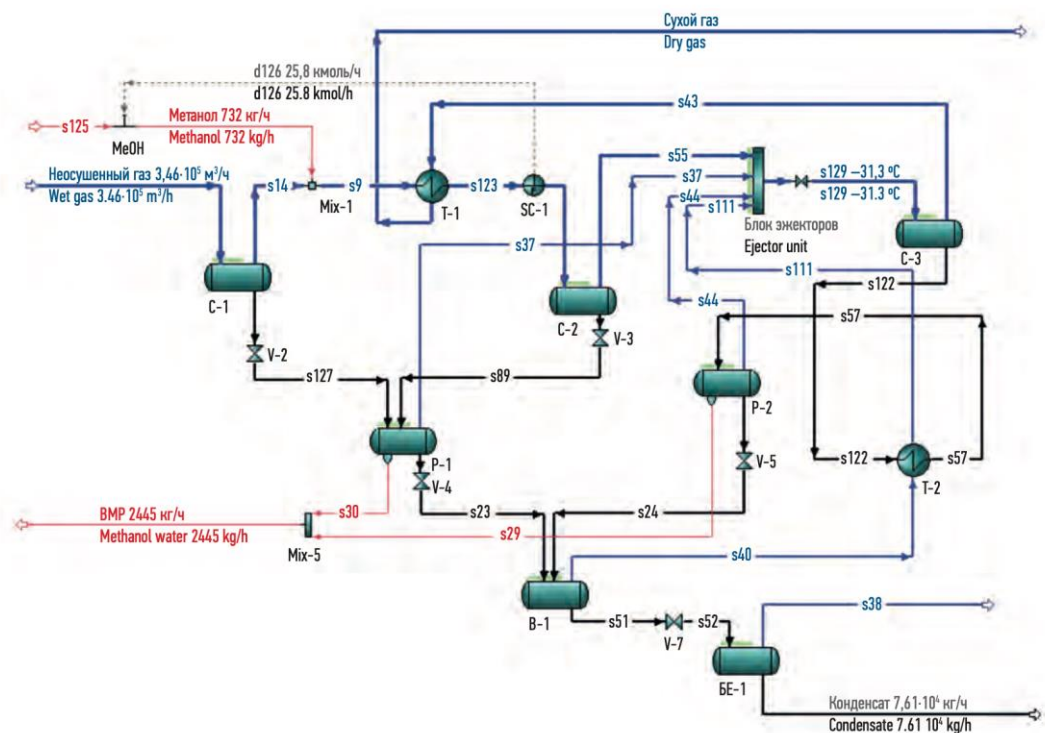 Сухой газ
Dry gas
d126 25,8 кмоль/ч
d126 25.8 kmol/h
s43
s125
Метанол 732 кг/ч
Methanol 732 kg/h
MeOH
s55
Неосушенный газ 3,46·10⁵ м³/ч
Wet gas 3.46·10⁵ m³/h
s14
s9
s123
s37
s129 –31,3 ºC
s129 –31.3 ºC
Mix-1
T-1
SC-1
s44
s111
Блок эжекторов
Ejector unit
s37
C-3
s111
C-1
s122
s44
C-2
V-3
s57
V-2
s127
s89
P-2
P-1
V-4
V-5
s122
s57
T-2
ВМР 2445 кг/ч
Methanol water 2445 kg/h
s30
s23
s24
Mix-5
s29
s40
B-1
s51
V-7
s52
s38
БЕ-1
Конденсат 7,61·10⁴ кг/ч
Condensate 7.61 10⁴ kg/h